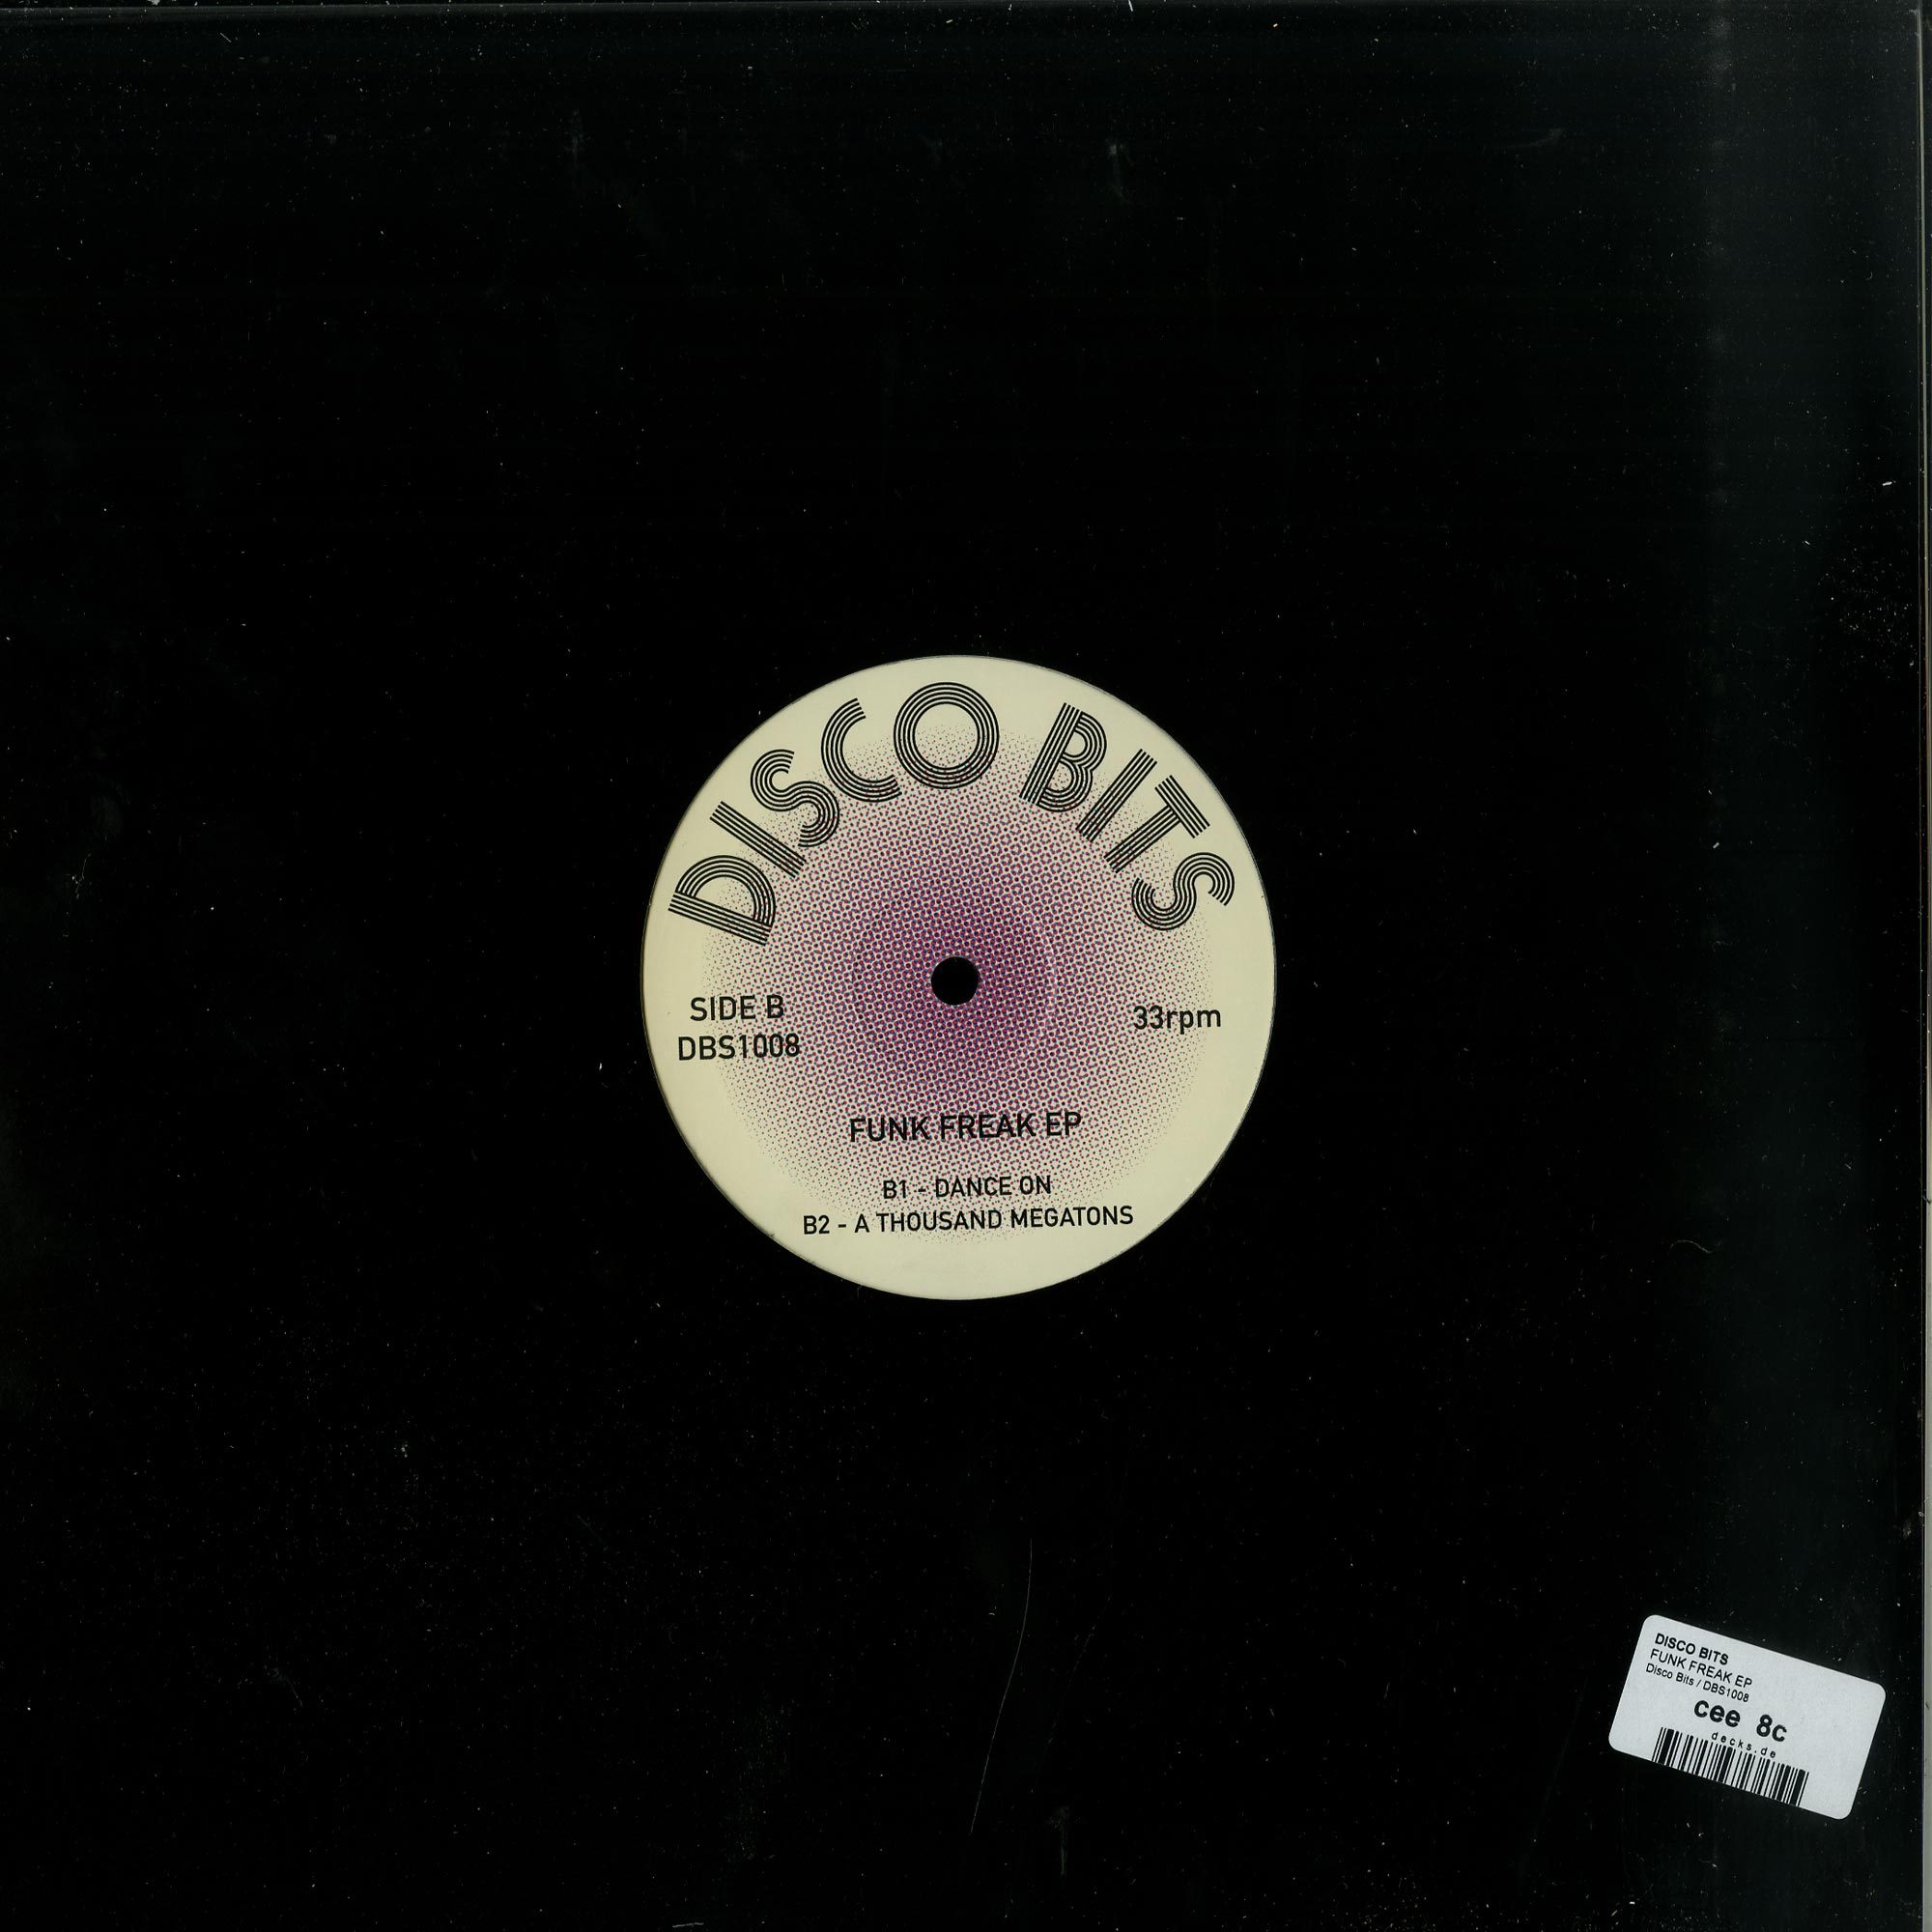 DISCO BITS
SIDE B
DBS1008
33rpm
FUNK FREAK EP
B1 - DANCE ON
B2 - A THOUSAND MEGATONS
DISCO BITS
FUNK FREAK EP
Disco Bits / DBS1008
cee 8c
decks.de